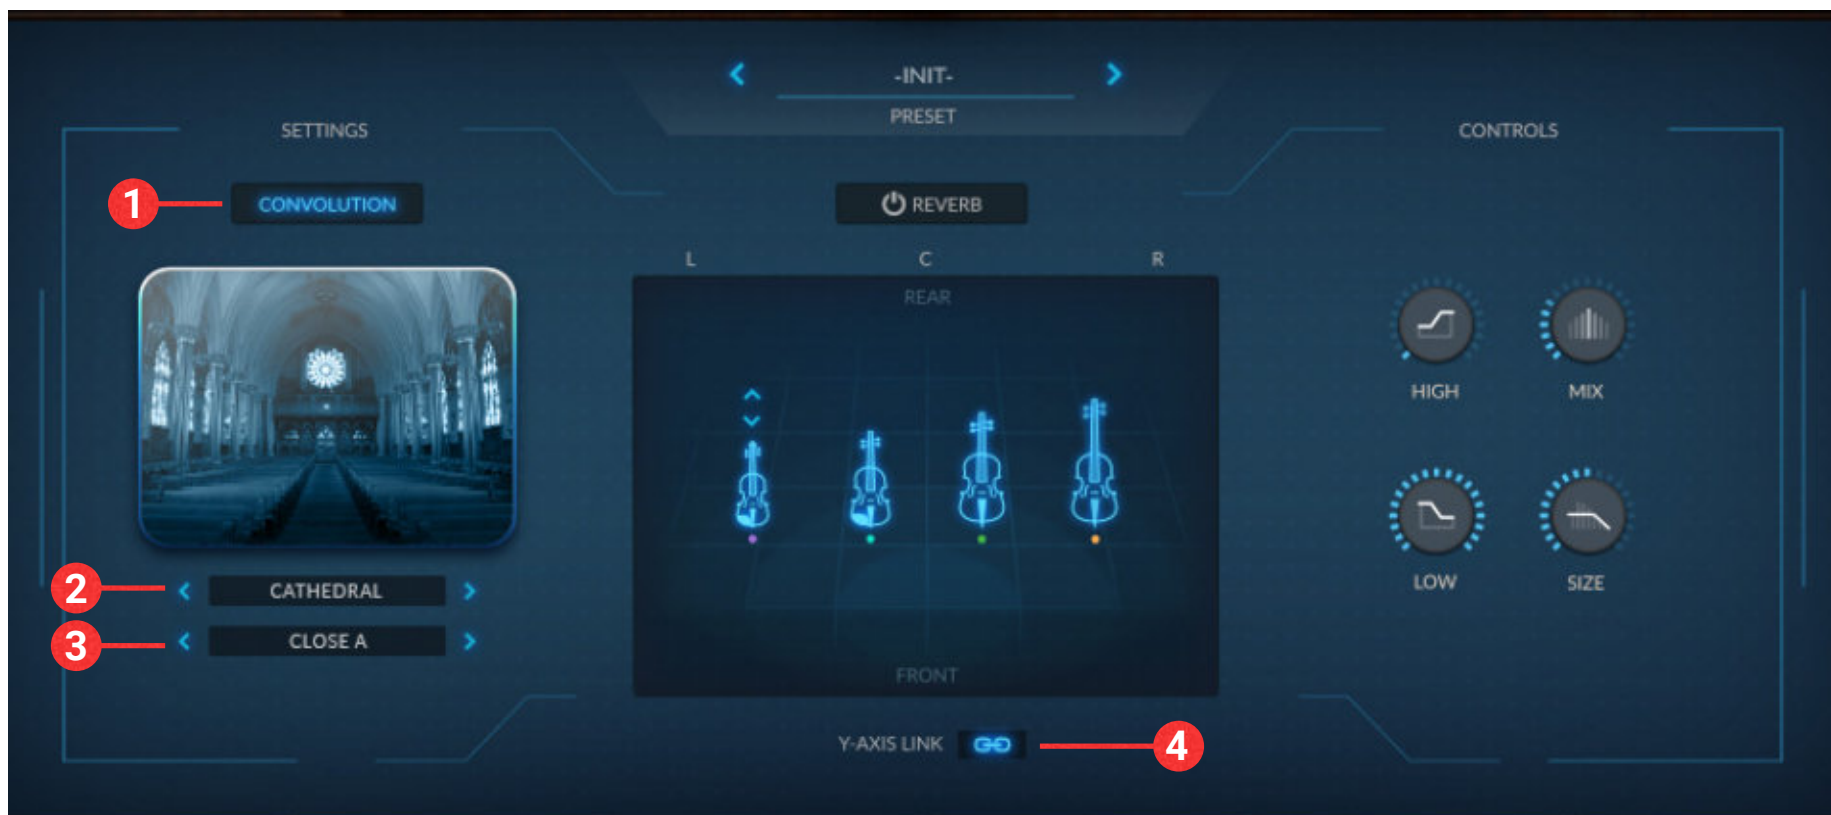 -INIT-
PRESET
SETTINGS
CONTROLS
1
CONVOLUTION
REVERB
L C R
REAR
HIGH
MIX
LOW
SIZE
2
CATHEDRAL
3
CLOSE A
FRONT
Y-AXIS LINK
4